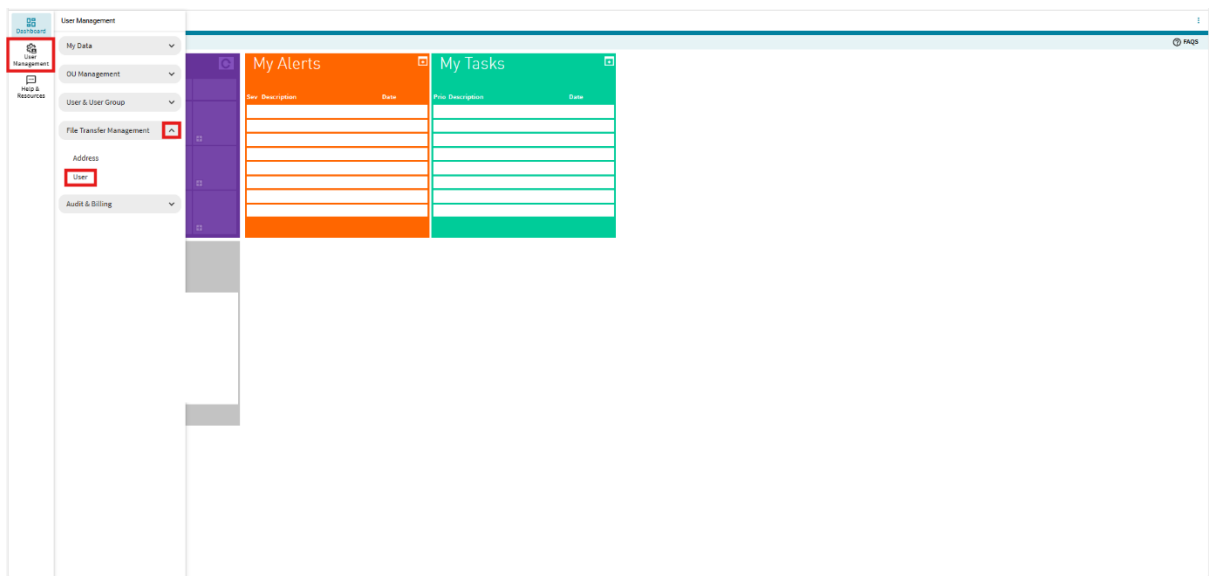 Dashboard
User Management
FAQS
User
Management
My Data
My Alerts
My Tasks
OU Management
Help &
Resources
Sev Description Date
Prio Description Date
User & User Group
File Transfer Management
Address
User
Audit & Billing